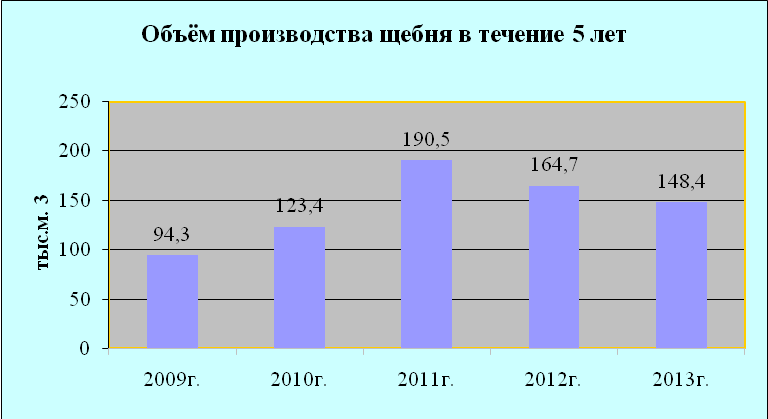 Объём производства щебня в течение 5 лет
тыс.м. 3
250
200
150
100
50
0
94,3
123,4
190,5
164,7
148,4
2009г.
2010г.
2011г.
2012г.
2013г.